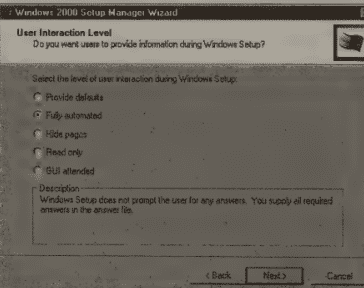 Windows 2000 Setup Manager Wizard
User Interaction Level
Do you want users to provide information during Windows Setup?
Select the level of user interaction during Windows Setup:
Provide defaults
Fully automated
Hide pages
Read only
GUI attended
Description
Windows Setup does not prompt the user for any answers. You supply all required
answers in the answer file.
< Back
Next >
Cancel